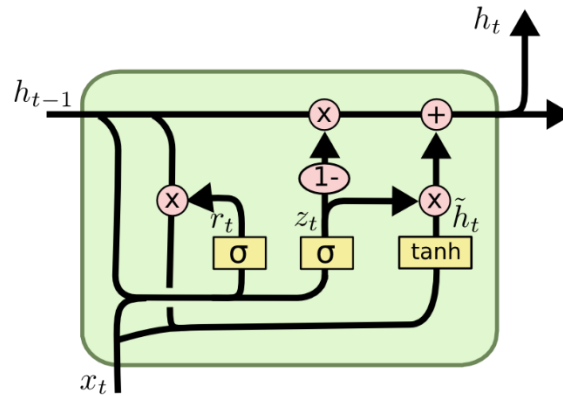 h_t
h_{t-1}
x
+
1-
x
r_t
z_t
x
h̃_t
σ
σ
tanh
x_t